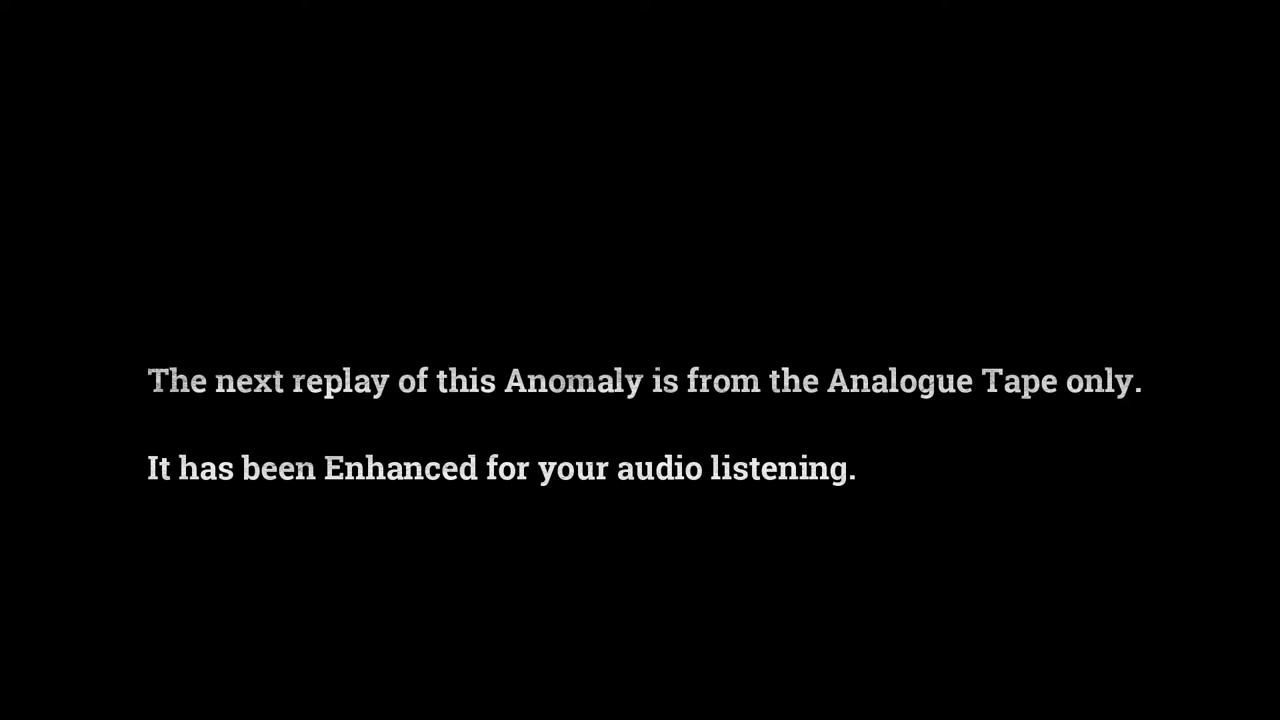 The next replay of this Anomaly is from the Analogue Tape only.
It has been Enhanced for your audio listening.